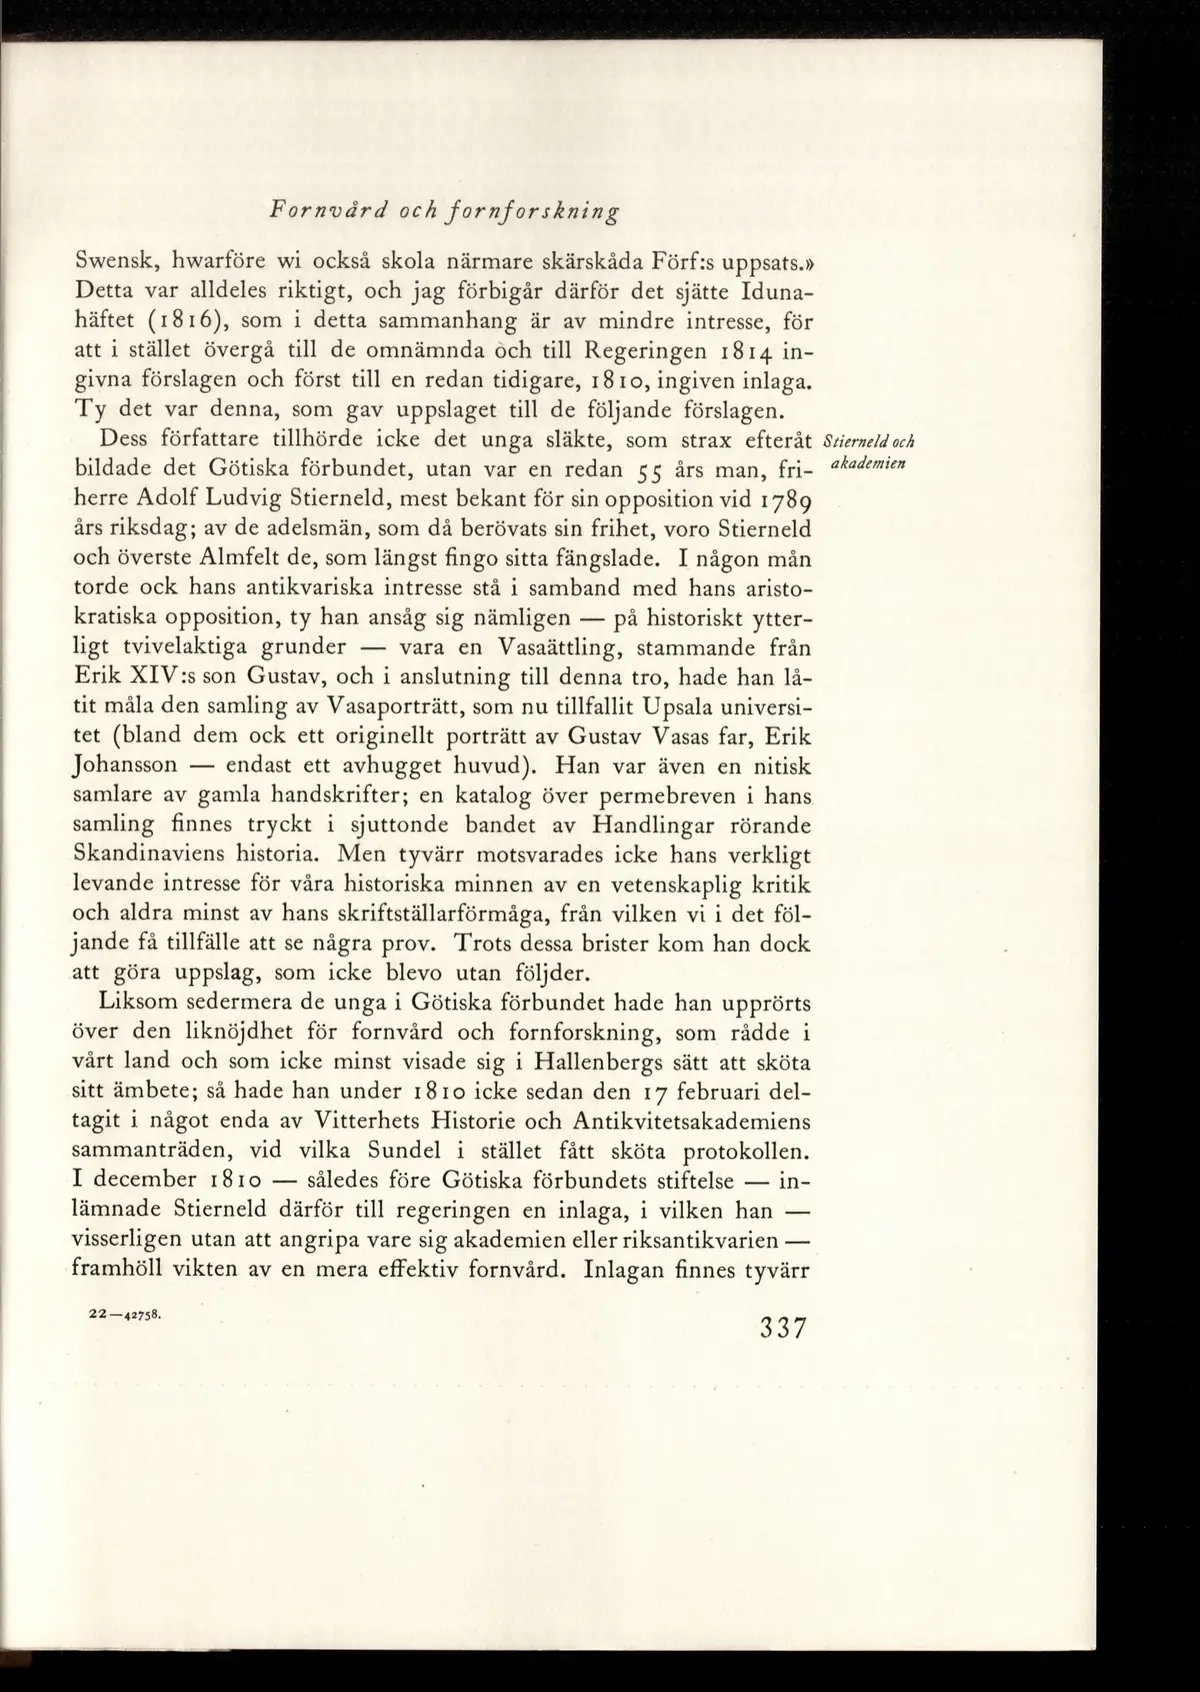 Fornvård och fornforskning
Swensk, hwarföre wi också skola närmare skärskåda Förf:s uppsats.»
Detta var alldeles riktigt, och jag förbigår därför det sjätte Iduna-
häftet (1816), som i detta sammanhang är av mindre intresse, för
att i stället övergå till de omnämnda och till Regeringen 1814 in-
givna förslagen och först till en redan tidigare, 1810, ingiven inlaga.
Ty det var denna, som gav uppslaget till de följande förslagen.
Dess författare tillhörde icke det unga släkte, som strax efteråt
Stierneld och
akademien
bildade det Götiska förbundet, utan var en redan 55 års man, fri-
herre Adolf Ludvig Stierneld, mest bekant för sin opposition vid 1789
års riksdag; av de adelsmän, som då berövats sin frihet, voro Stierneld
och överste Almfelt de, som längst fingo sitta fängslade. I någon mån
torde ock hans antikvariska intresse stå i samband med hans aristo-
kratiska opposition, ty han ansåg sig nämligen — på historiskt ytter-
ligt tvivelaktiga grunder — vara en Vasaättling, stammande från
Erik XIV:s son Gustav, och i anslutning till denna tro, hade han lå-
tit måla den samling av Vasaporträtt, som nu tillfallit Upsala universi-
tet (bland dem ock ett originellt porträtt av Gustav Vasas far, Erik
Johansson — endast ett avhugget huvud). Han var även en nitisk
samlare av gamla handskrifter; en katalog över permebreven i hans
samling finnes tryckt i sjuttonde bandet av Handlingar rörande
Skandinaviens historia. Men tyvärr motsvarades icke hans verkligt
levande intresse för våra historiska minnen av en vetenskaplig kritik
och aldra minst av hans skriftställarförmåga, från vilken vi i det föl-
jande få tillfälle att se några prov. Trots dessa brister kom han dock
att göra uppslag, som icke blevo utan följder.
Liksom sedermera de unga i Götiska förbundet hade han upprörts
över den liknöjdhet för fornvård och fornforskning, som rådde i
vårt land och som icke minst visade sig i Hallenbergs sätt att sköta
sitt ämbete; så hade han under 1810 icke sedan den 17 februari del-
tagit i något enda av Vitterhets Historie och Antikvitetsakademiens
sammanträden, vid vilka Sundel i stället fått sköta protokollen.
I december 1810 — således före Götiska förbundets stiftelse — in-
lämnade Stierneld därför till regeringen en inlaga, i vilken han —
visserligen utan att angripa vare sig akademien eller riksantikvarien —
framhöll vikten av en mera effektiv fornvård. Inlagan finnes tyvärr
22—42758.
337